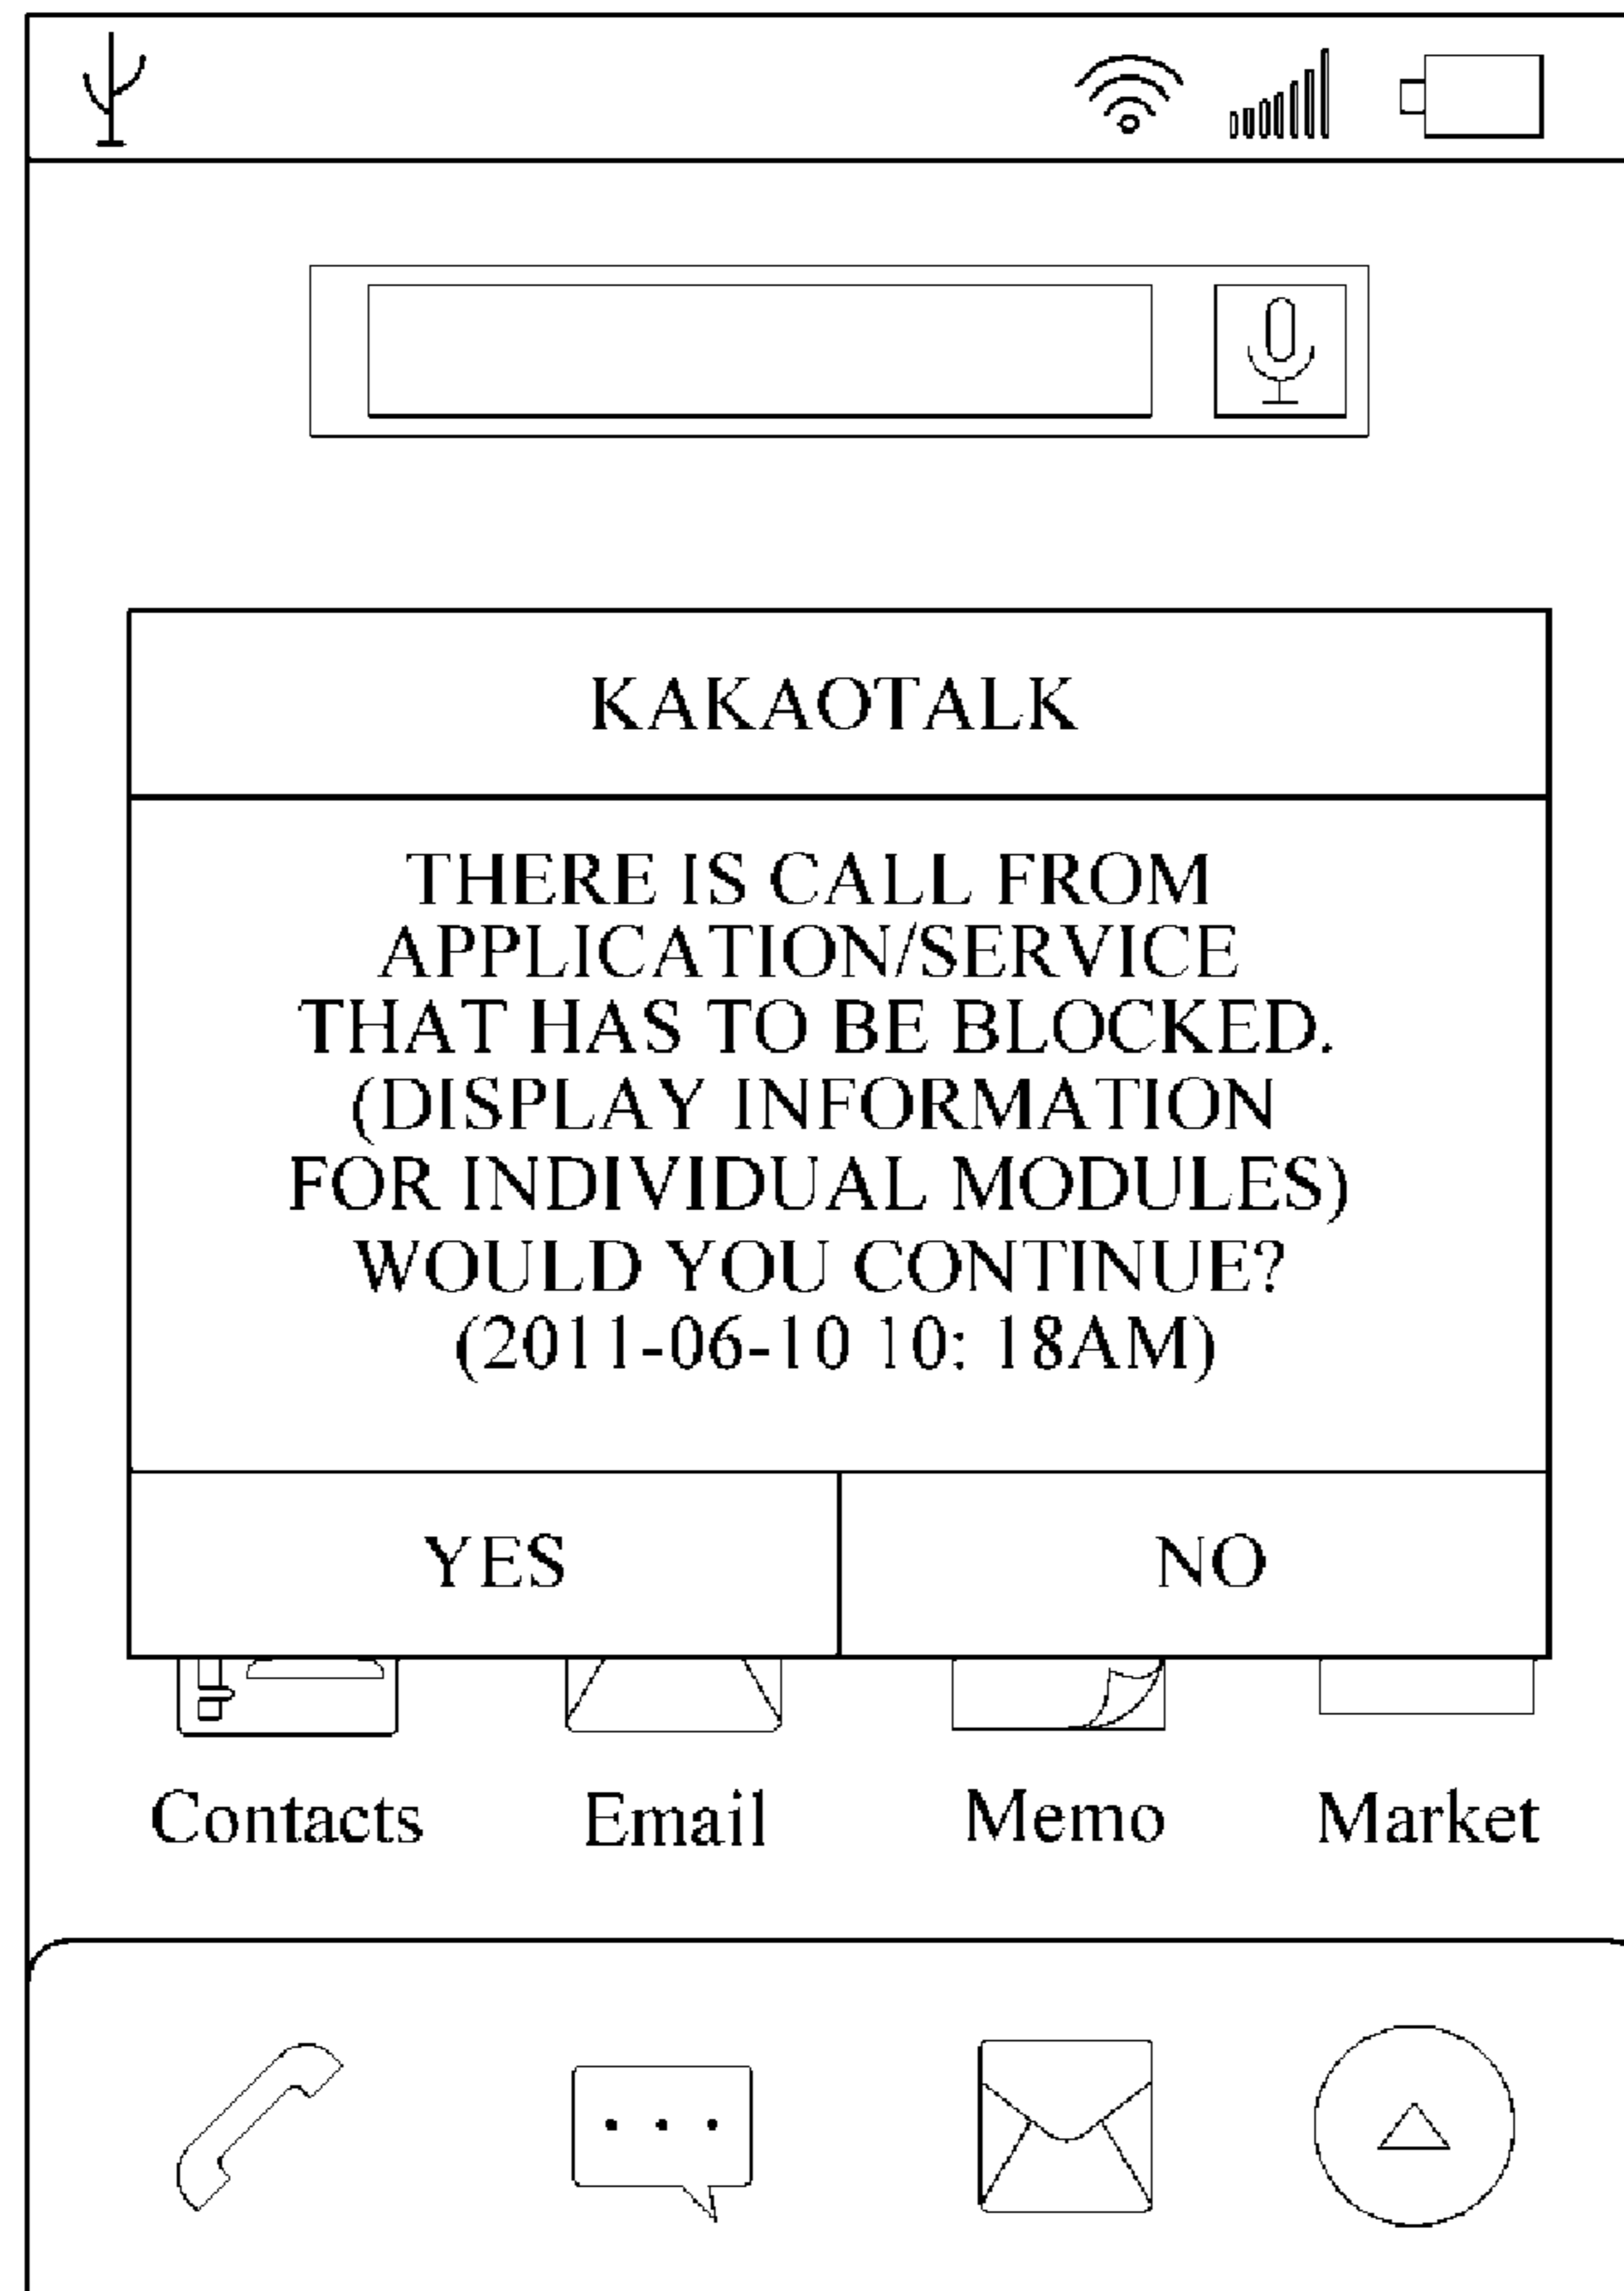 KAKAOTALK
THERE IS CALL FROM
APPLICATION/SERVICE
THAT HAS TO BE BLOCKED.
(DISPLAY INFORMATION
FOR INDIVIDUAL MODULES)
WOULD YOU CONTINUE?
(2011-06-10 10: 18AM)
YES NO
Contacts Email Memo Market